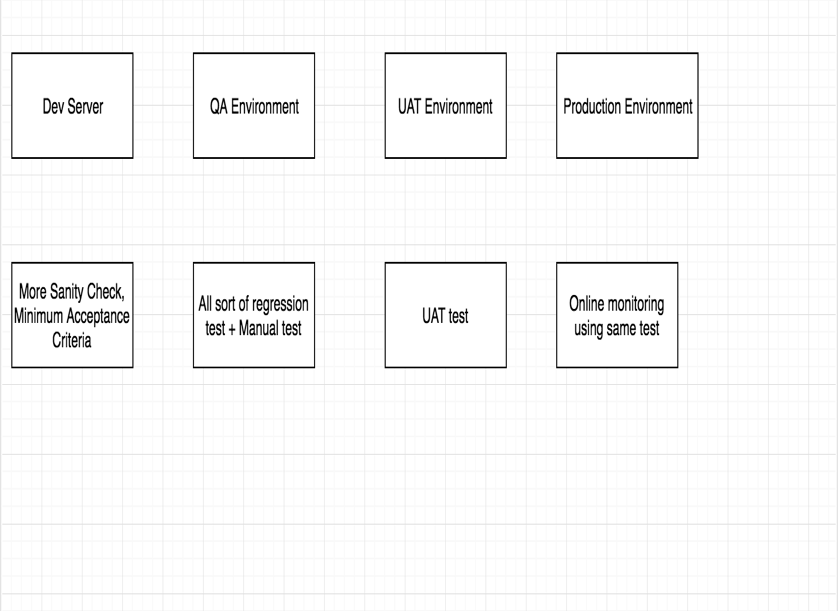 Dev Server
QA Environment
UAT Environment
Production Environment
More Sanity Check,
Minimum Acceptance
Criteria
All sort of regression
test + Manual test
UAT test
Online monitoring
using same test